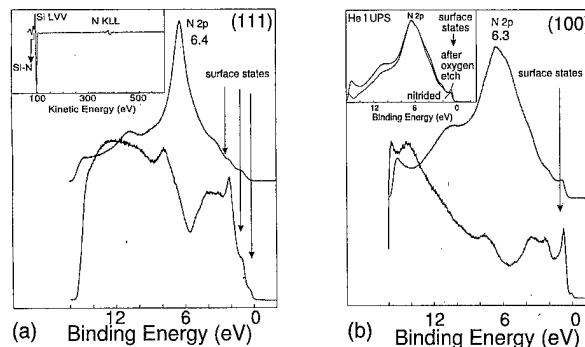 Si LVV
N KLL
Si-N
100
300
500
Kinetic Energy (eV)
N 2p
6.4
(111)
surface states
12
6
0
(a)
Binding Energy (eV)
He I UPS
N 2p
surface
states
after
oxygen
etch
nitrided
12
6
0
Binding Energy (eV)
N 2p
6.3
(100)
surface states
12
6
0
(b)
Binding Energy (eV)